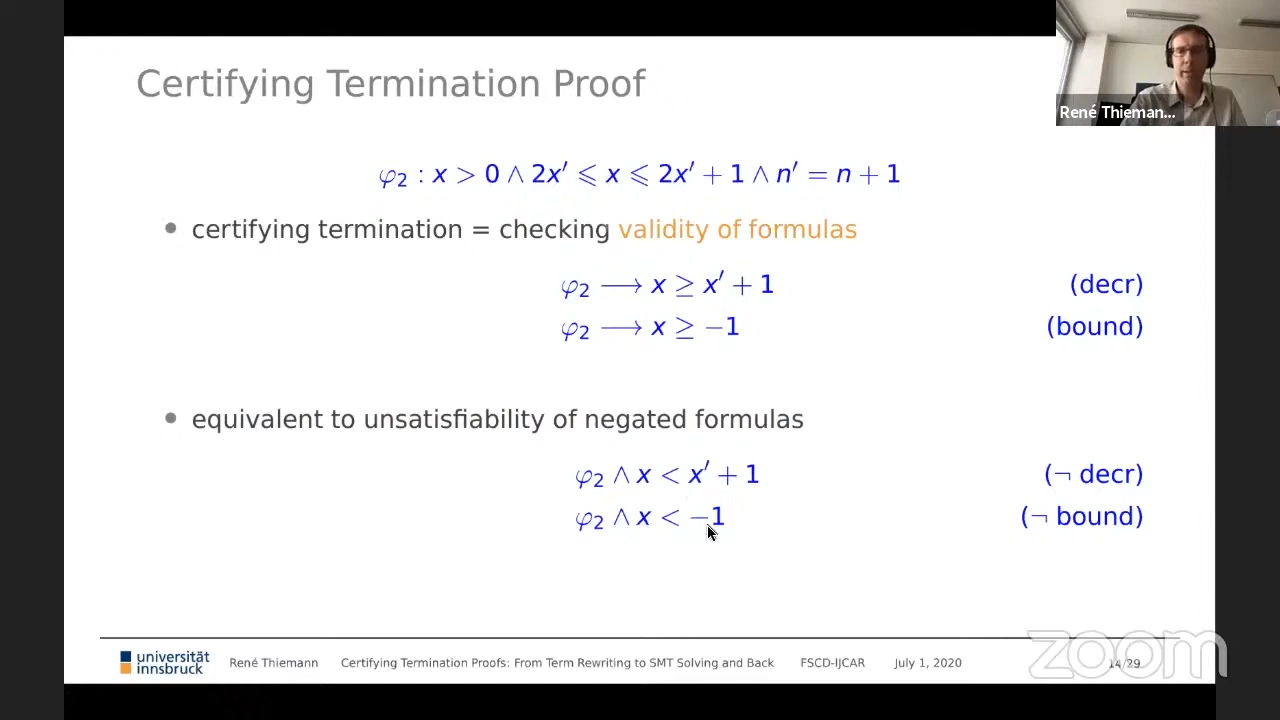 Certifying Termination Proof
René Thieman...
φ₂ : x > 0 ∧ 2x′ ⩽ x ⩽ 2x′ + 1 ∧ n′ = n + 1
• certifying termination = checking validity of formulas
φ₂ ⟶ x ≥ x′ + 1 (decr)
φ₂ ⟶ x ≥ −1 (bound)
• equivalent to unsatisfiability of negated formulas
φ₂ ∧ x < x′ + 1 (¬ decr)
φ₂ ∧ x < −1 (¬ bound)
universität
innsbruck
René Thiemann Certifying Termination Proofs: From Term Rewriting to SMT Solving and Back FSCD-IJCAR July 1, 2020 14/29
zoom